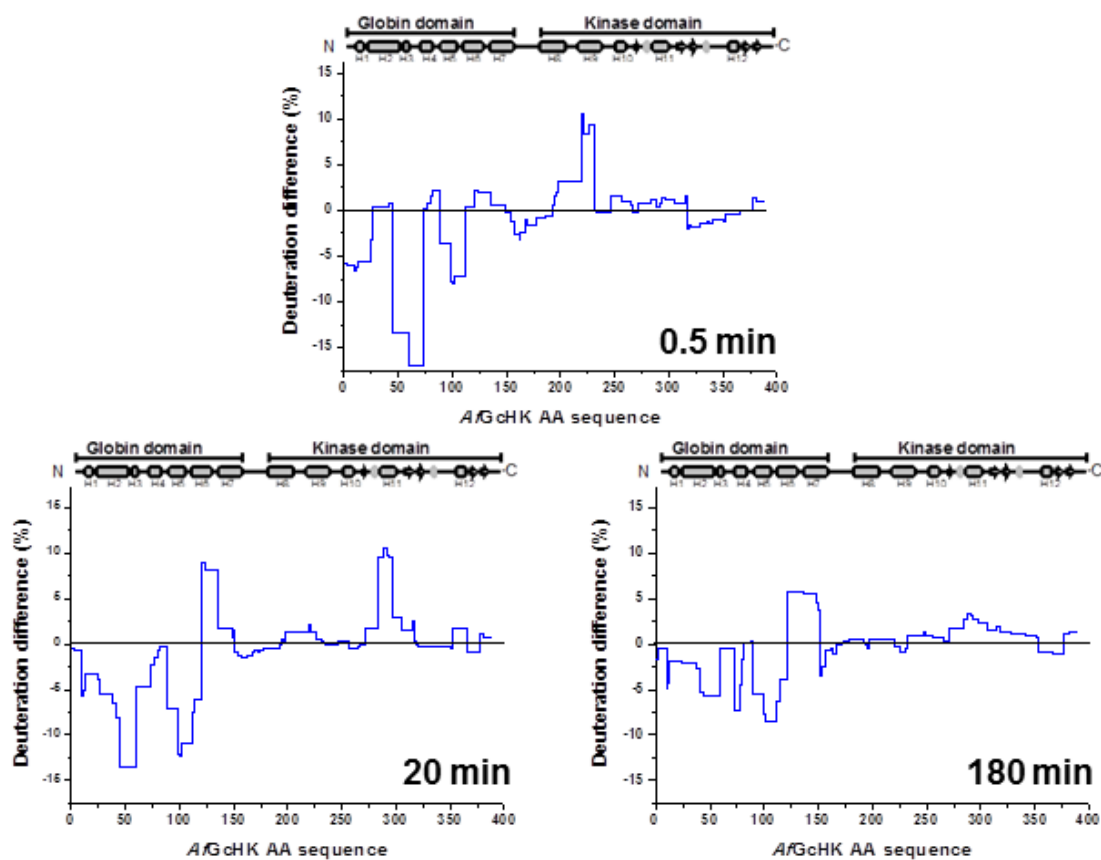 Globin domain Kinase domain
N H1 H2 H3 H4 H5 H6 H7 H8 H9 H10 H11 H12 C
Deuteration difference (%)
15
10
5
0
-5
-10
-15
0.5 min
0 50 100 150 200 250 300 350 400
AfGcHK AA sequence
Globin domain Kinase domain
N H1 H2 H3 H4 H5 H6 H7 H8 H9 H10 H11 H12 C
Deuteration difference (%)
15
10
5
0
-5
-10
-15
20 min
0 50 100 150 200 250 300 350 400
AfGcHK AA sequence
Globin domain Kinase domain
N H1 H2 H3 H4 H5 H6 H7 H8 H9 H10 H11 H12 C
Deuteration difference (%)
15
10
5
0
-5
-10
-15
180 min
0 50 100 150 200 250 300 350 400
AfGcHK AA sequence